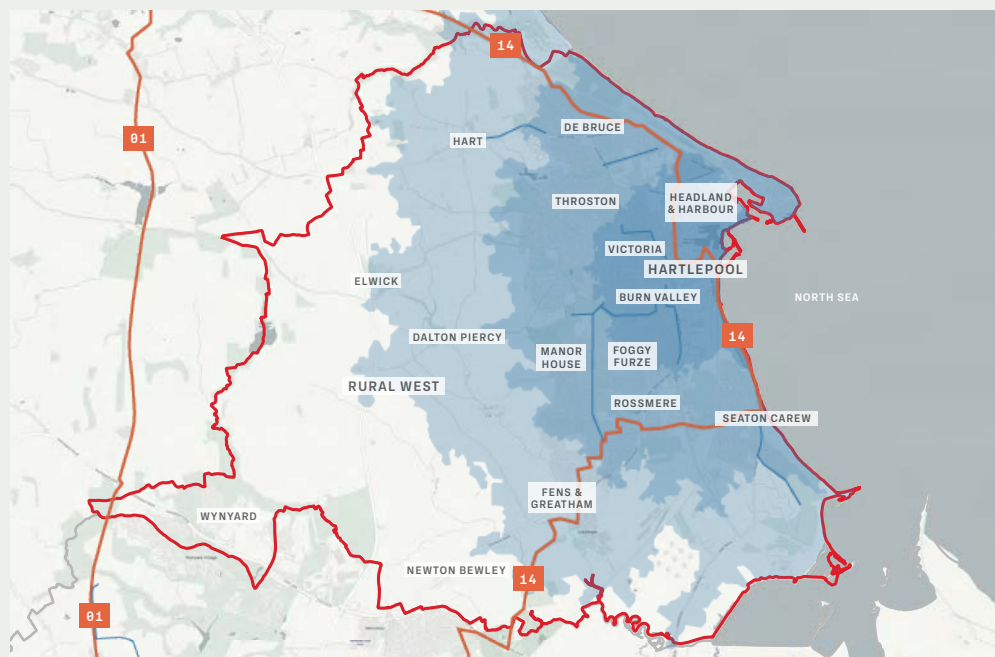 14
01
DE BRUCE
HART
THROSTON
HEADLAND
& HARBOUR
VICTORIA
HARTLEPOOL
ELWICK
BURN VALLEY
NORTH SEA
DALTON PIERCY
14
MANOR
HOUSE
FOGGY
FURZE
RURAL WEST
ROSSMERE
SEATON CAREW
FENS &
GREATHAM
WYNYARD
NEWTON BEWLEY
14
01